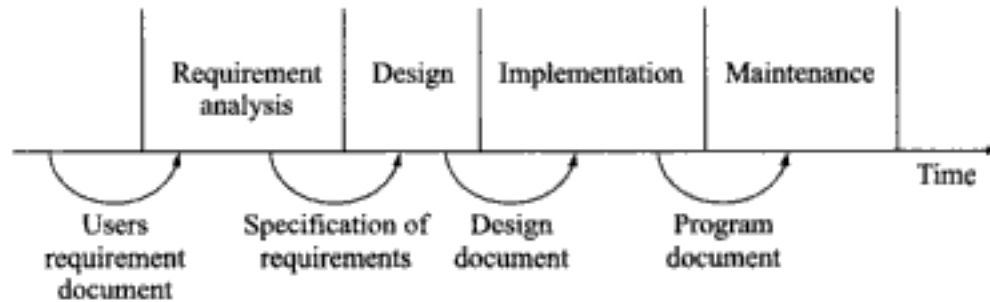 Requirement
analysis
Design
Implementation
Maintenance
Time
Users
requirement
document
Specification of
requirements
Design
document
Program
document